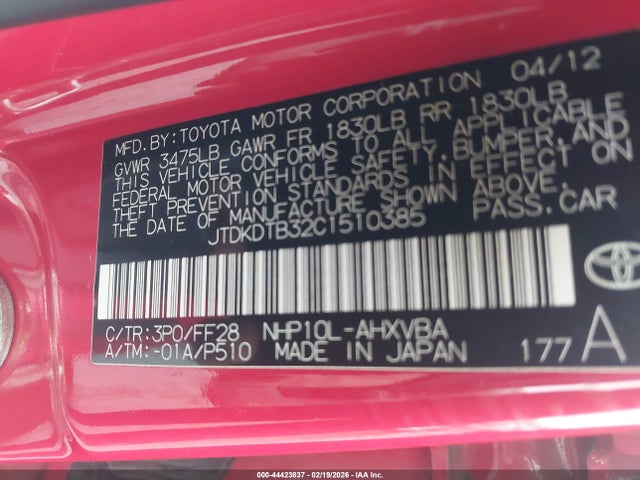 MFD.BY:TOYOTA MOTOR CORPORATION 04/12
GVWR 3475LB GAWR FR 1830LB RR 1830LB
THIS VEHICLE CONFORMS TO ALL APPLICABLE
FEDERAL MOTOR VEHICLE SAFETY,BUMPER,AND
THEFT PREVENTION STANDARDS IN EFFECT ON
THE DATE OF MANUFACTURE SHOWN ABOVE.
JTDKDTB32C1510385 PASS.CAR
C/TR:3P0/FF28 NHP10L-AHXVBA
A/TM:-01A/P510 MADE IN JAPAN 177 A
000-44423837 - 02/19/2026 - IAAI.COM